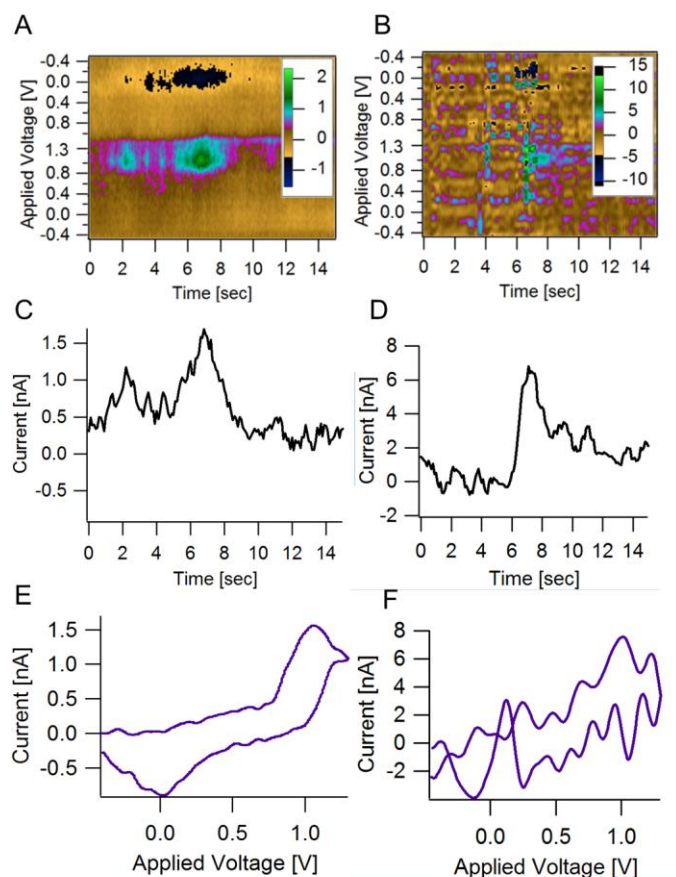 A
Applied Voltage [V]
-0.4
0.0
0.4
0.8
1.3
0.8
0.4
0.0
-0.4
2
1
0
-1
0 2 4 6 8 10 12 14
Time [sec]
B
Applied Voltage [V]
-0.4
0.0
0.4
0.8
1.3
0.8
0.4
0.0
-0.4
15
10
5
0
-5
-10
0 2 4 6 8 10 12 14
Time [sec]
C
Current [nA]
1.5
1.0
0.5
0.0
-0.5
0 2 4 6 8 10 12 14
Time [sec]
D
Current [nA]
8
6
4
2
0
-2
0 2 4 6 8 10 12 14
Time [sec]
E
Current [nA]
1.5
1.0
0.5
0.0
-0.5
0.0 0.5 1.0
Applied Voltage [V]
F
Current [nA]
8
6
4
2
0
-2
0.0 0.5 1.0
Applied Voltage [V]